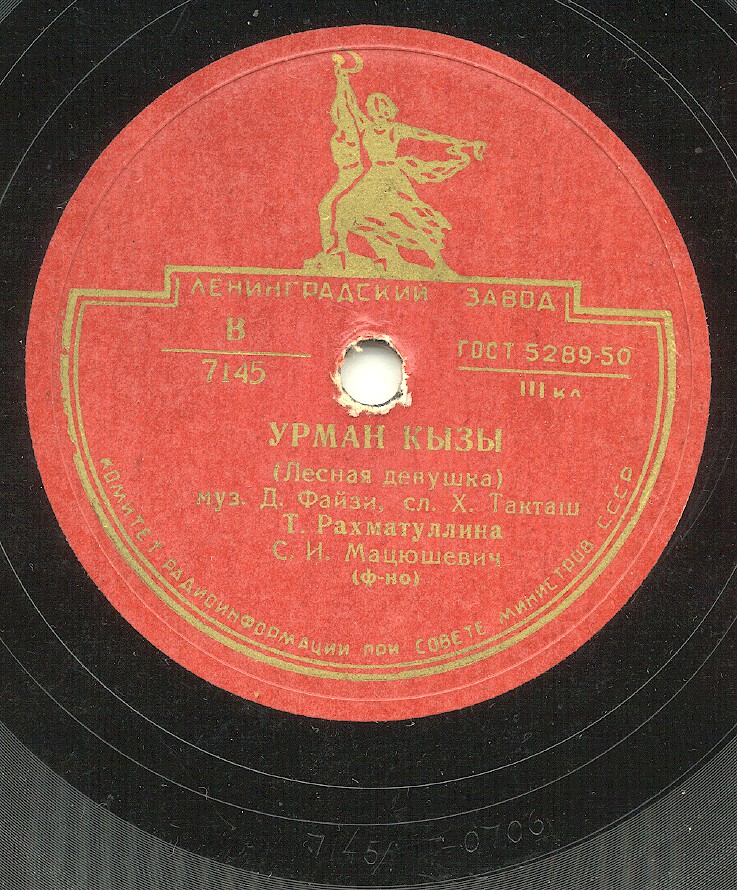 ЛЕНИНГРАДСКИЙ ЗАВОД
В
7145
ГОСТ 5289-50
III кл
УРМАН КЫЗЫ
(Лесная девушка)
муз. Д. Файзи, сл. Х. Такташ
Т. Рахматуллина
С. И. Мацюшевич
(ф-но)
КОМИТЕТ РАДИОИНФОРМАЦИИ ПРИ СОВЕТЕ МИНИСТРОВ СССР
7145/